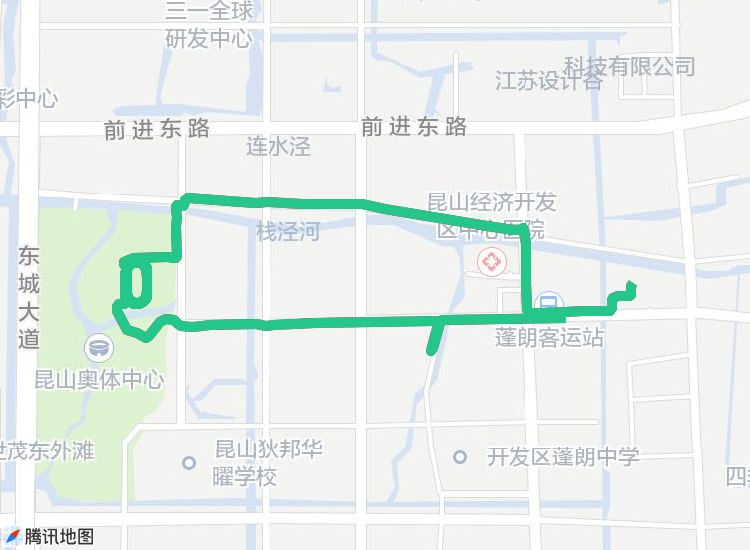 三一全球
研发中心
科技有限公司
江苏设计谷
彩中心
前进东路
前进东路
连水泾
昆山经济开发
区中心医院
栈泾河
东城大道
蓬朗客运站
昆山奥体中心
世茂东外滩
昆山狄邦华
曜学校
开发区蓬朗中学
腾讯地图